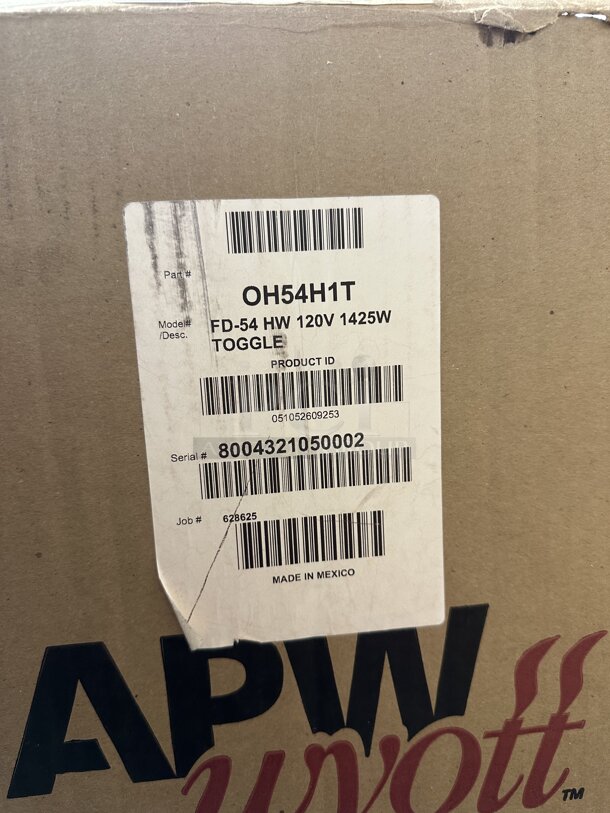 Part #
OH54H1T
Model#
/Desc.
FD-54 HW 120V 1425W
TOGGLE
PRODUCT ID
051052609253
Serial # 8004321050002
Job # 628625
MADE IN MEXICO
APW
wyott
TM